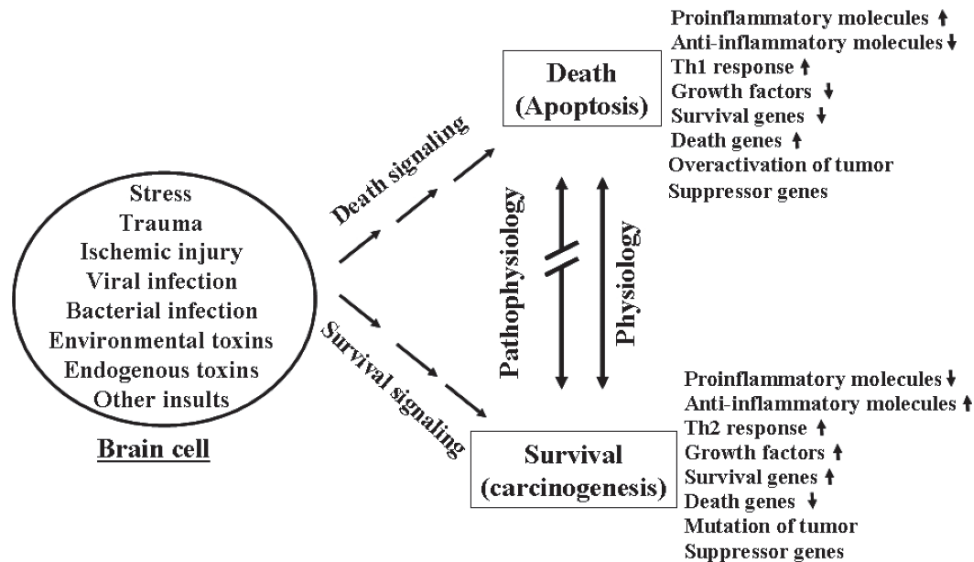 Proinflammatory molecules ↑
Anti-inflammatory molecules ↓
Th1 response ↑
Growth factors ↓
Survival genes ↓
Death genes ↑
Overactivation of tumor
Suppressor genes
Death
(Apoptosis)
Death signaling
Stress
Trauma
Ischemic injury
Viral infection
Bacterial infection
Environmental toxins
Endogenous toxins
Other insults
Brain cell
Survival signaling
Pathophysiology
Physiology
Survival
(carcinogenesis)
Proinflammatory molecules ↓
Anti-inflammatory molecules ↑
Th2 response ↑
Growth factors ↑
Survival genes ↑
Death genes ↓
Mutation of tumor
Suppressor genes